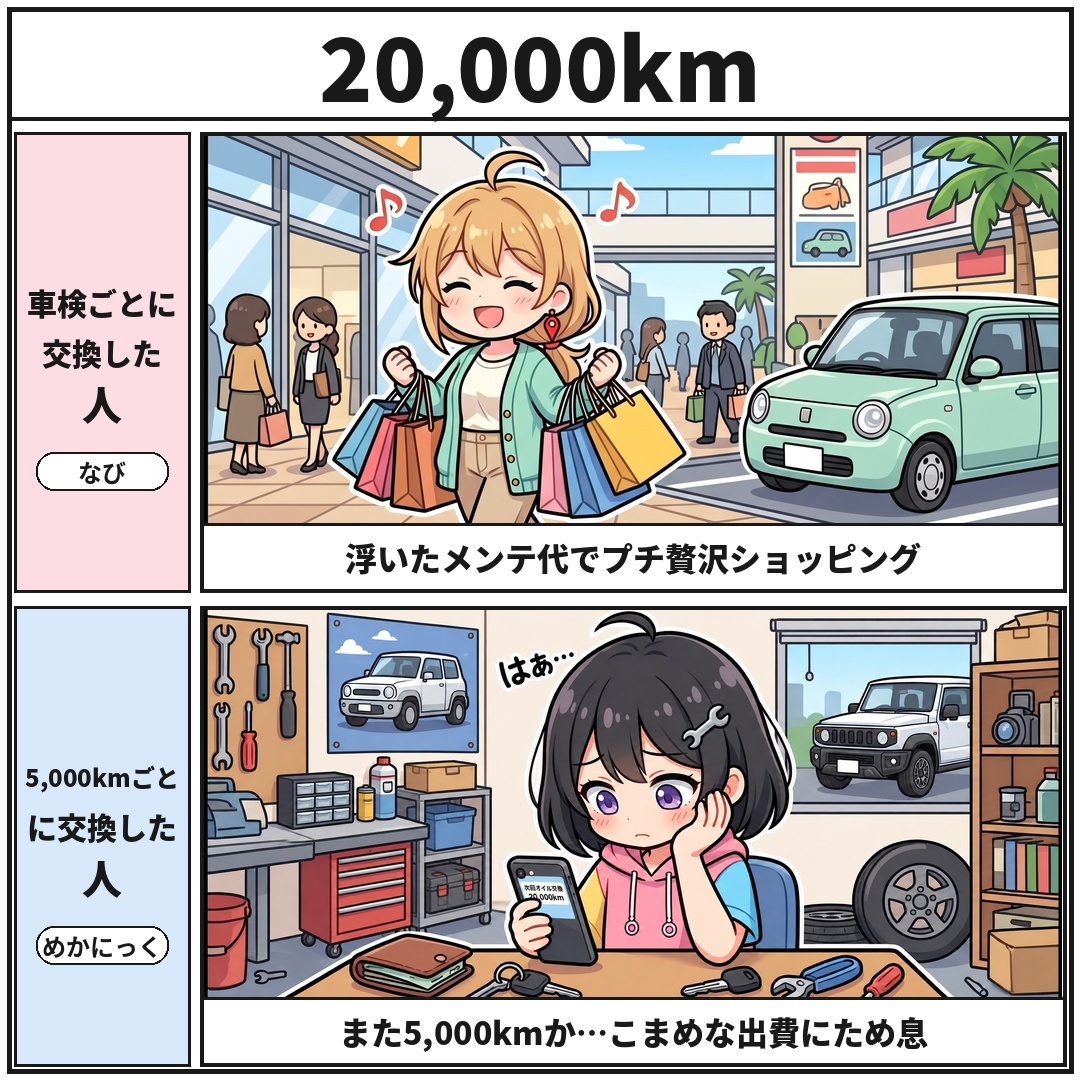 20,000km
車検ごとに
交換した
人
なび
浮いたメンテ代でプチ贅沢ショッピング
5,000kmごと
に交換した
人
めかにっく
はぁ…
次回オイル交換
20,000km
また5,000kmか…こまめな出費にため息